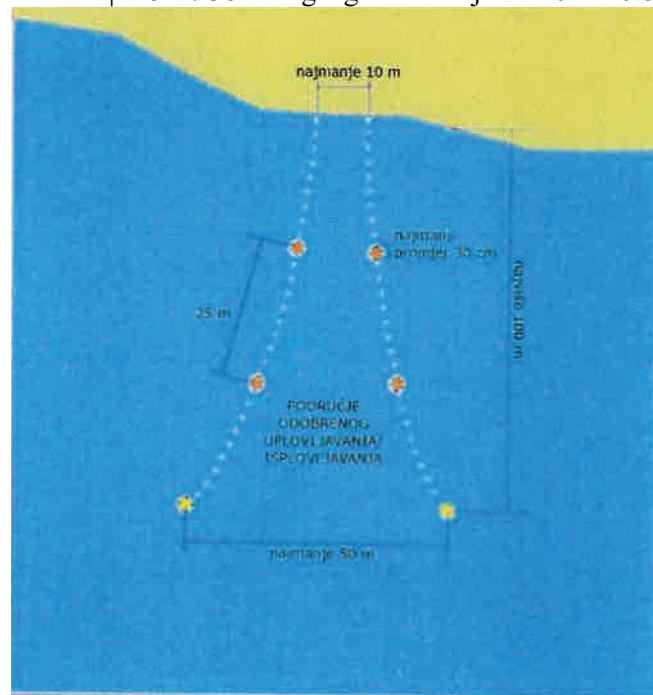 najmanje 10 m
najmanji
promjer 30 cm
25 m
najviše 100 m
PODRUČJE
ODOBRENOG
UPLOVLJAVANJA/
ISPLOVLJAVANJA
najmanje 50 m